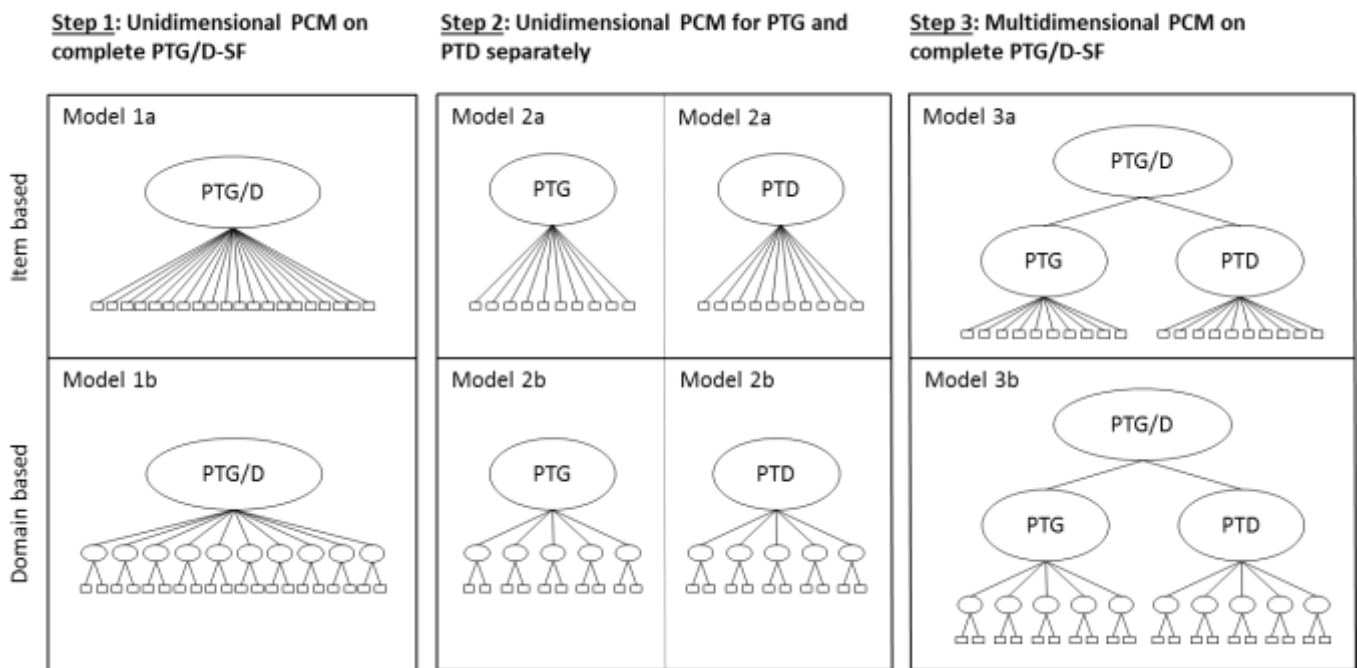 Step 1: Unidimensional PCM on
complete PTG/D-SF
Step 2: Unidimensional PCM for PTG and
PTD separately
Step 3: Multidimensional PCM on
complete PTG/D-SF
Item based
Model 1a
PTG/D
Model 2a
PTG
Model 2a
PTD
Model 3a
PTG/D
PTG
PTD
Domain based
Model 1b
PTG/D
Model 2b
PTG
Model 2b
PTD
Model 3b
PTG/D
PTG
PTD